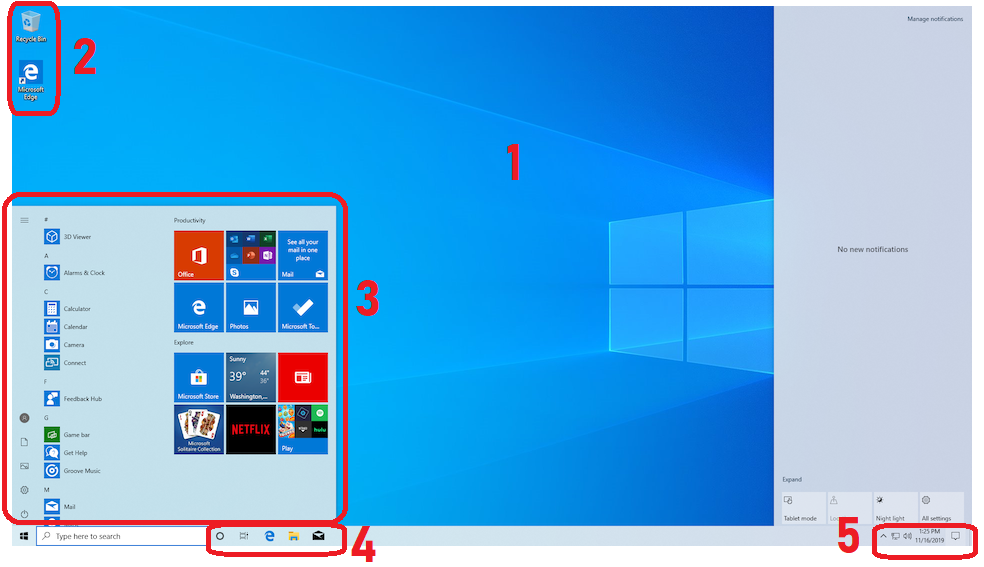 Recycle Bin
Microsoft
Edge
2
1
Manage notifications
No new notifications
#
3D Viewer
A
Alarms & Clock
C
Calculator
Calendar
Camera
Connect
F
Feedback Hub
G
Game bar
Get Help
Groove Music
M
Mail
Productivity
Office
See all your
mail in one
place
Mail
Microsoft Edge
Photos
Microsoft To...
Explore
Microsoft Store
Sunny
39°
44°
36°
Washington,...
Microsoft
Solitaire Collection
NETFLIX
hulu
Play
3
Expand
Tablet mode
Night light
All settings
Type here to search
4
5
1:25 PM
11/16/2019